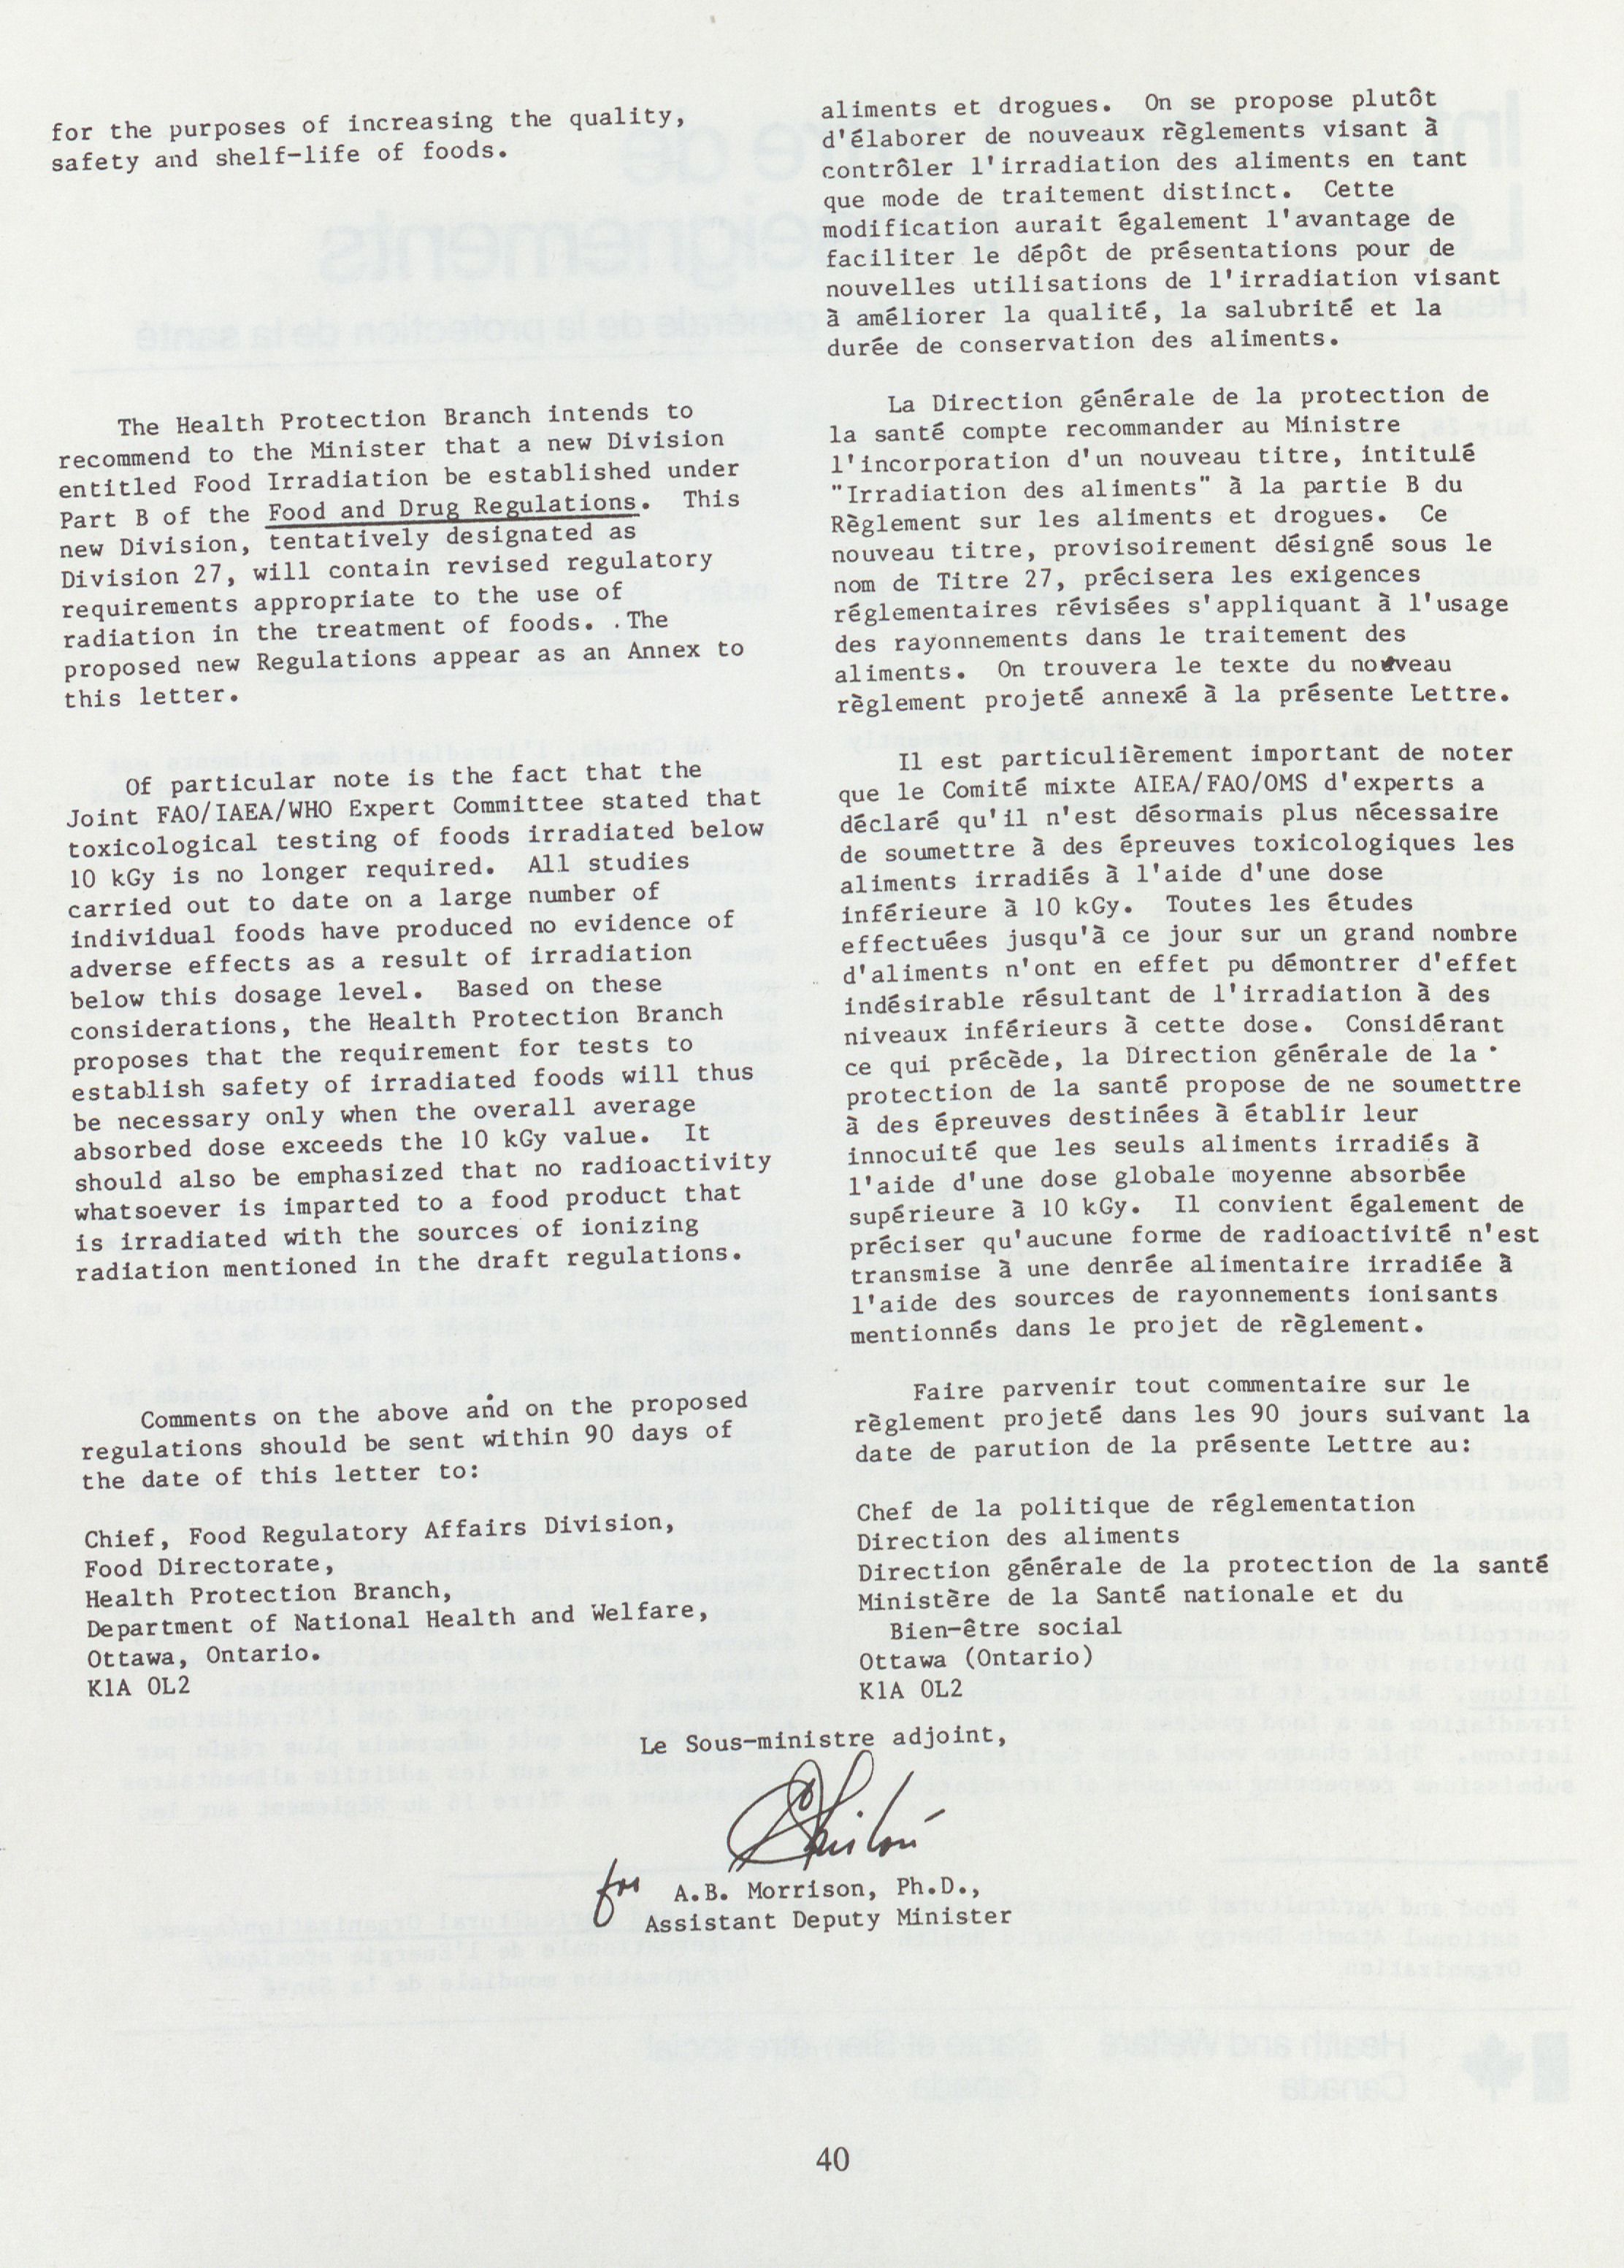 for the purposes of increasing the quality,
safety and shelf-life of foods.
The Health Protection Branch intends to
recommend to the Minister that a new Division
entitled Food Irradiation be established under
Part B of the Food and Drug Regulations. This
new Division, tentatively designated as
Division 27, will contain revised regulatory
requirements appropriate to the use of
radiation in the treatment of foods. The
proposed new Regulations appear as an Annex to
this letter.
Of particular note is the fact that the
Joint FAO/IAEA/WHO Expert Committee stated that
toxicological testing of foods irradiated below
10 kGy is no longer required. All studies
carried out to date on a large number of
individual foods have produced no evidence of
adverse effects as a result of irradiation
below this dosage level. Based on these
considerations, the Health Protection Branch
proposes that the requirement for tests to
establish safety of irradiated foods will thus
be necessary only when the overall average
absorbed dose exceeds the 10 kGy value. It
should also be emphasized that no radioactivity
whatsoever is imparted to a food product that
is irradiated with the sources of ionizing
radiation mentioned in the draft regulations.
Comments on the above and on the proposed
regulations should be sent within 90 days of
the date of this letter to:
Chief, Food Regulatory Affairs Division,
Food Directorate,
Health Protection Branch,
Department of National Health and Welfare,
Ottawa, Ontario.
K1A 0L2
aliments et drogues. On se propose plutôt
d'élaborer de nouveaux règlements visant à
contrôler l'irradiation des aliments en tant
que mode de traitement distinct. Cette
modification aurait également l'avantage de
faciliter le dépôt de présentations pour de
nouvelles utilisations de l'irradiation visant
à améliorer la qualité, la salubrité et la
durée de conservation des aliments.
La Direction générale de la protection de
la santé compte recommander au Ministre
l'incorporation d'un nouveau titre, intitulé
"Irradiation des aliments" à la partie B du
Règlement sur les aliments et drogues. Ce
nouveau titre, provisoirement désigné sous le
nom de Titre 27, précisera les exigences
réglementaires révisées s'appliquant à l'usage
des rayonnements dans le traitement des
aliments. On trouvera le texte du nouveau
règlement projeté annexé à la présente Lettre.
Il est particulièrement important de noter
que le Comité mixte AIEA/FAO/OMS d'experts a
déclaré qu'il n'est désormais plus nécessaire
de soumettre à des épreuves toxicologiques les
aliments irradiés à l'aide d'une dose
inférieure à 10 kGy. Toutes les études
effectuées jusqu'à ce jour sur un grand nombre
d'aliments n'ont en effet pu démontrer d'effet
indésirable résultant de l'irradiation à des
niveaux inférieurs à cette dose. Considérant
ce qui précède, la Direction générale de la
protection de la santé propose de ne soumettre
à des épreuves destinées à établir leur
innocuité que les seuls aliments irradiés à
l'aide d'une dose globale moyenne absorbée
supérieure à 10 kGy. Il convient également de
préciser qu'aucune forme de radioactivité n'est
transmise à une denrée alimentaire irradiée à
l'aide des sources de rayonnements ionisants
mentionnés dans le projet de règlement.
Faire parvenir tout commentaire sur le
règlement projeté dans les 90 jours suivant la
date de parution de la présente Lettre au:
Chef de la politique de réglementation
Direction des aliments
Direction générale de la protection de la santé
Ministère de la Santé nationale et du
Bien-être social
Ottawa (Ontario)
K1A 0L2
Le Sous-ministre adjoint,
for A.B. Morrison, Ph.D.,
Assistant Deputy Minister
40